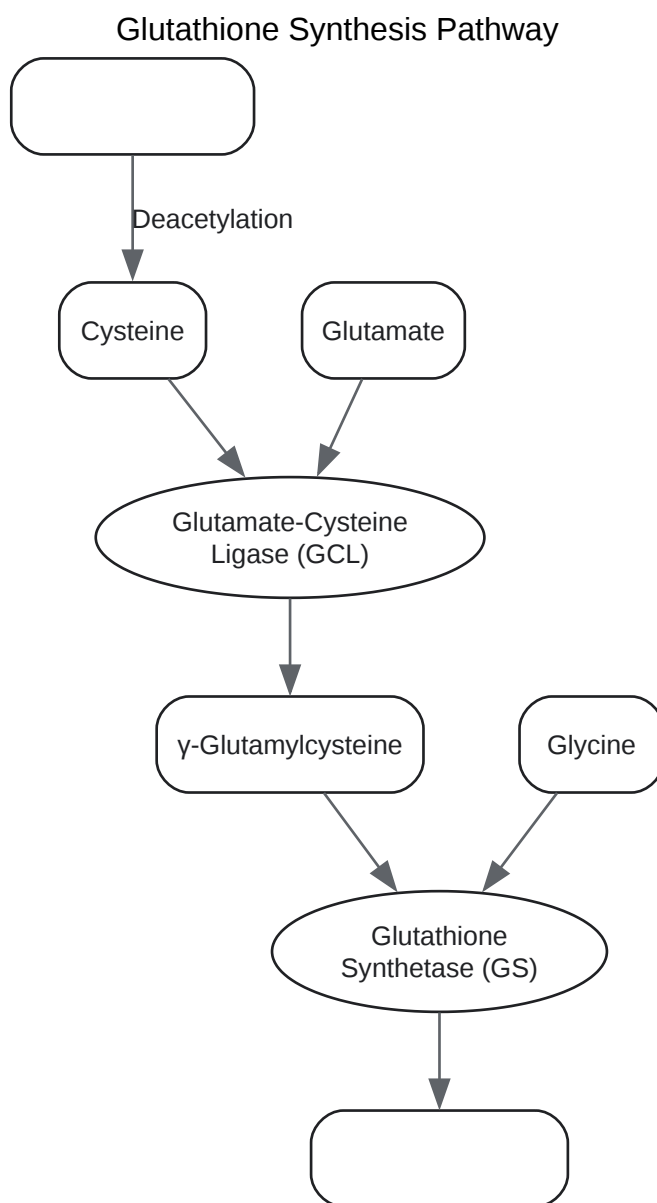 Glutathione Synthesis Pathway
Deacetylation
Cysteine
Glutamate
Glutamate-Cysteine
Ligase (GCL)
γ-Glutamylcysteine
Glycine
Glutathione
Synthetase (GS)